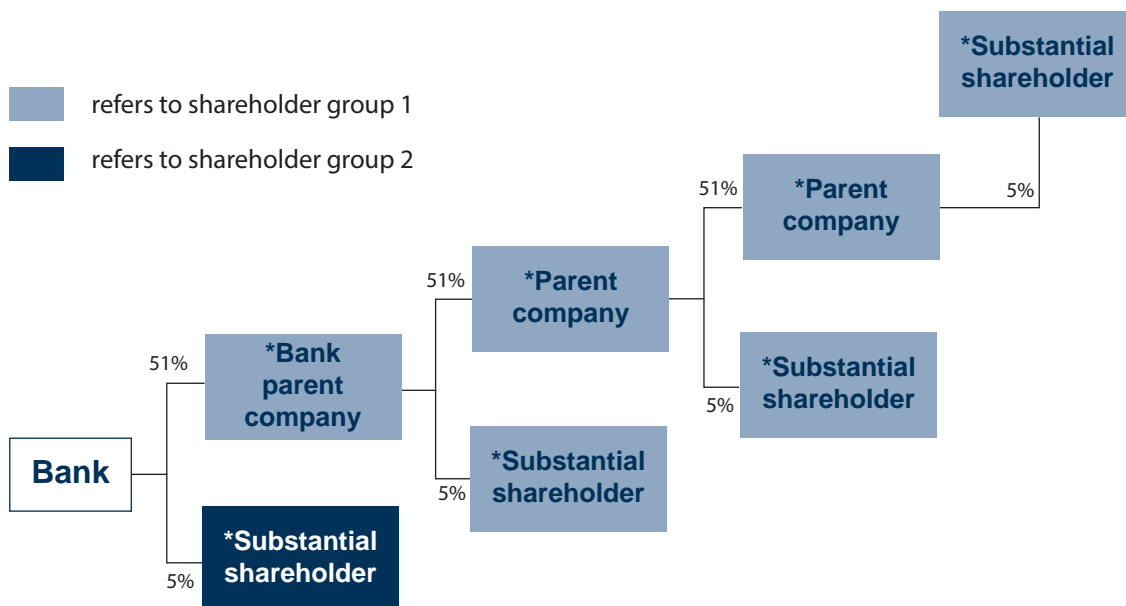 *Substantial
shareholder
refers to shareholder group 1
refers to shareholder group 2
51%
*Parent
company
5%
51%
*Parent
company
51%
*Bank
parent
company
*Substantial
shareholder
5%
Bank
*Substantial
shareholder
5%
*Substantial
shareholder
5%